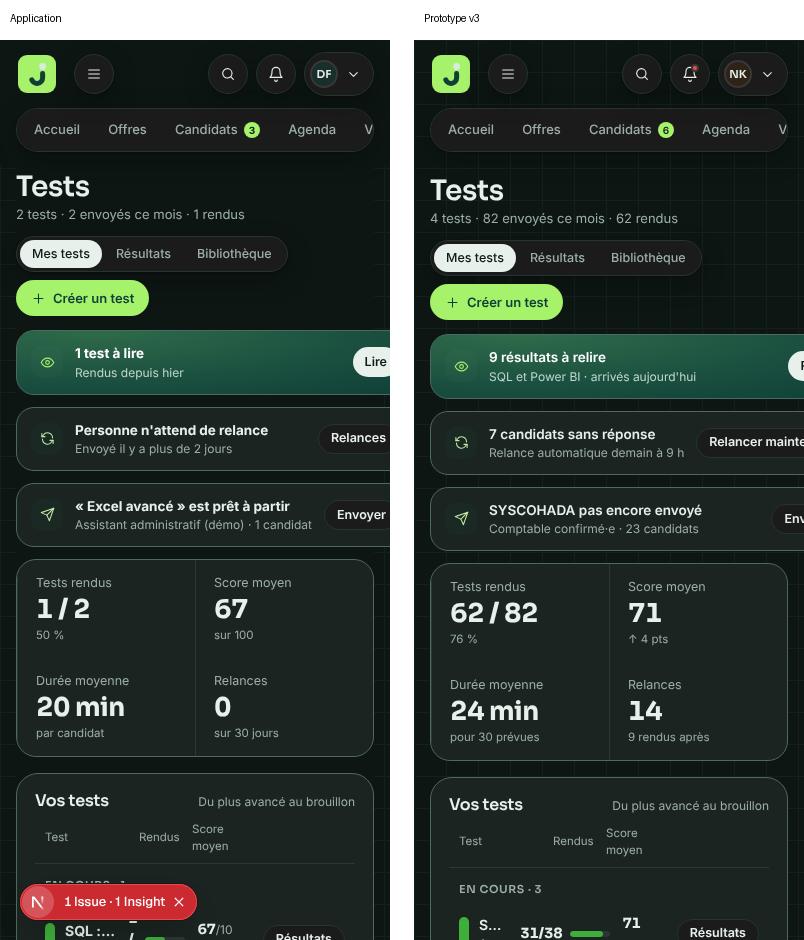 Application
DF
Accueil Offres Candidats 3 Agenda V
Tests
2 tests · 2 envoyés ce mois · 1 rendus
Mes tests Résultats Bibliothèque
Créer un test
1 test à lire
Rendus depuis hier
Lire
Personne n'attend de relance
Envoyé il y a plus de 2 jours
Relances
« Excel avancé » est prêt à partir
Assistant administratif (démo) · 1 candidat
Envoyer
Tests rendus
1 / 2
50 %
Score moyen
67
sur 100
Durée moyenne
20 min
par candidat
Relances
0
sur 30 jours
Vos tests
Du plus avancé au brouillon
Test Rendus Score
moyen
1 Issue · 1 Insight
SQL :... 67/10 Résultats
Prototype v3
NK
Accueil Offres Candidats 6 Agenda V
Tests
4 tests · 82 envoyés ce mois · 62 rendus
Mes tests Résultats Bibliothèque
Créer un test
9 résultats à relire
SQL et Power BI · arrivés aujourd'hui
7 candidats sans réponse
Relance automatique demain à 9 h
Relancer mainte
SYSCOHADA pas encore envoyé
Comptable confirmé·e · 23 candidats
Env
Tests rendus
62 / 82
76 %
Score moyen
71
↑ 4 pts
Durée moyenne
24 min
pour 30 prévues
Relances
14
9 rendus après
Vos tests
Du plus avancé au brouillon
Test Rendus Score
moyen
EN COURS · 3
S... 31/38 71 Résultats